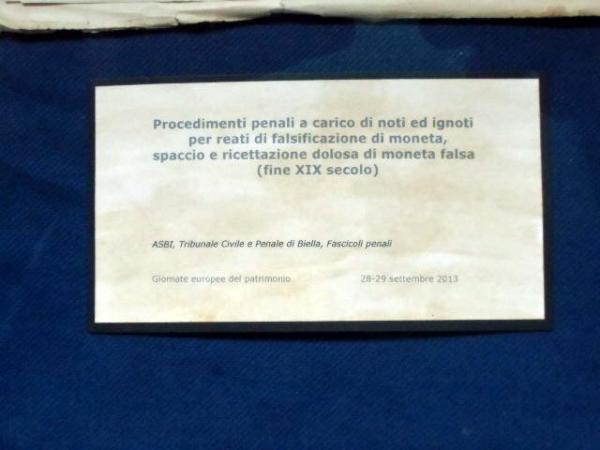 Procedimenti penali a carico di noti ed ignoti
per reati di falsificazione di moneta,
spaccio e ricettazione dolosa di moneta falsa
(fine XIX secolo)
ASBI, Tribunale Civile e Penale di Biella, Fascicoli penali
Giornate europee del patrimonio 28-29 settembre 2013